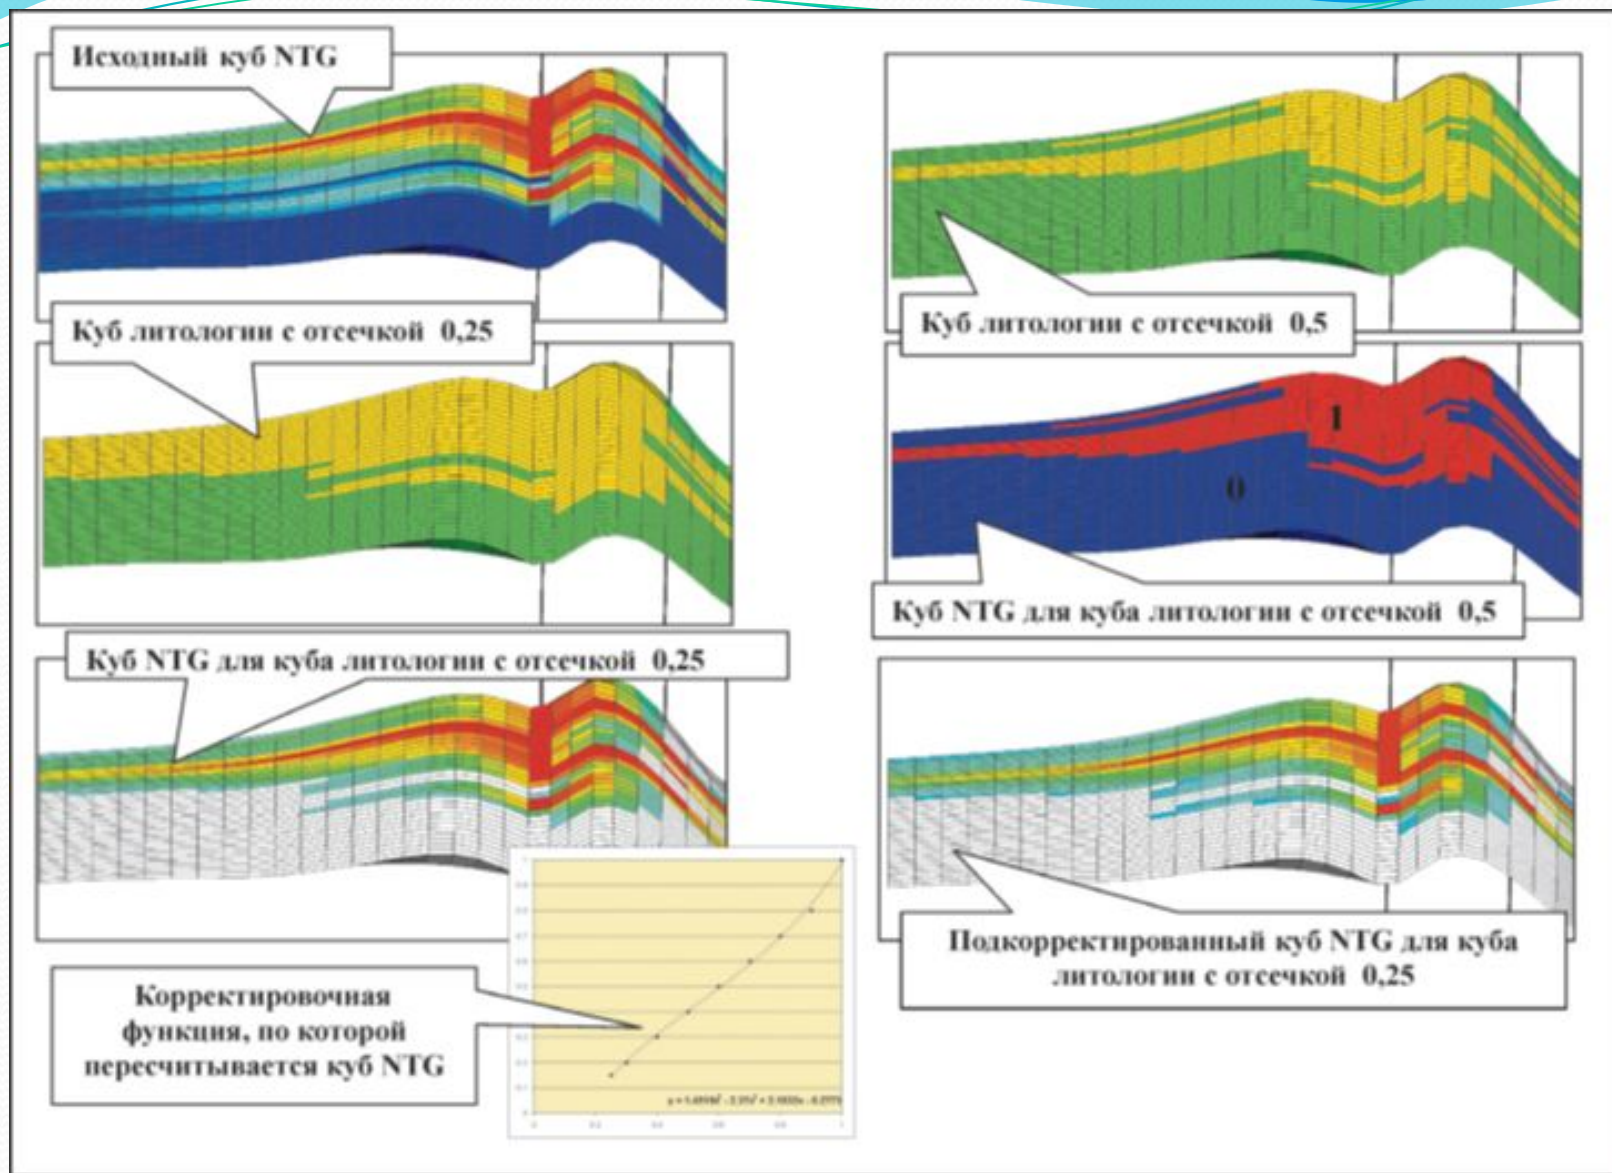 Исходный куб NTG
Куб литологии с отсечкой 0,25
Куб литологии с отсечкой 0,5
1
0
Куб NTG для куба литологии с отсечкой 0,5
Куб NTG для куба литологии с отсечкой 0,25
Подкорректированный куб NTG для куба
литологии с отсечкой 0,25
Корректировочная
функция, по которой
пересчитывается куб NTG